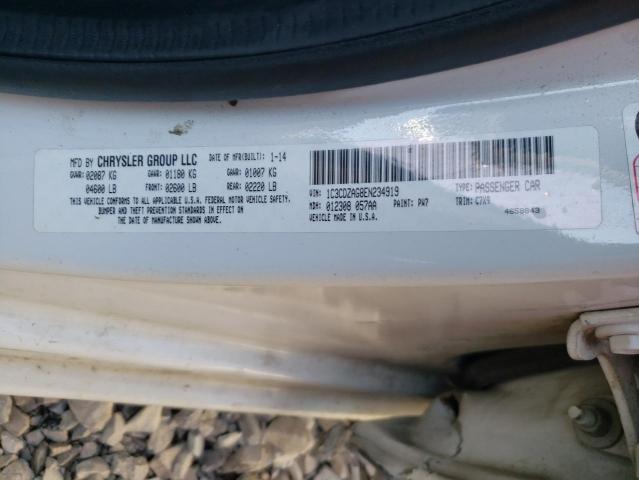 MFD BY CHRYSLER GROUP LLC DATE OF MFR(BUILT): 1-14
GVWR: 02087 KG GAWR: 01180 KG GAWR: 01007 KG
04600 LB FRONT: 02600 LB REAR: 02220 LB
THIS VEHICLE CONFORMS TO ALL APPLICABLE U.S.A. FEDERAL MOTOR VEHICLE SAFETY,
BUMPER AND THEFT PREVENTION STANDARDS IN EFFECT ON
THE DATE OF MANUFACTURE SHOWN ABOVE.
1C3CDZAG8EN234919 TYPE: PASSENGER CAR
MDH: 012308 057AA PAINT: PW7 TRIM: C7X9
MADE IN U.S.A. 4658843